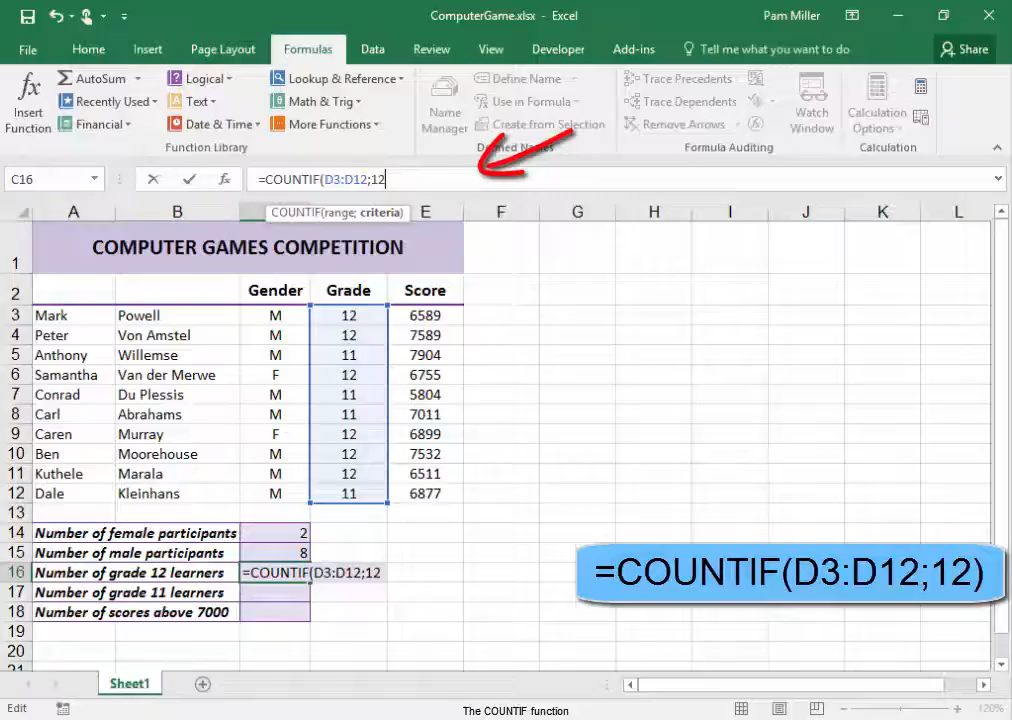 ComputerGame.xlsx - Excel
Pam Miller
File Home Insert Page Layout Formulas Data Review View Developer Add-ins Tell me what you want to do Share
fx Insert Function
Σ AutoSum
Recently Used
Financial
Logical
Text
Date & Time
Lookup & Reference
Math & Trig
More Functions
Function Library
Name Manager
Define Name
Use in Formula
Create from Selection
Defined Names
Trace Precedents
Trace Dependents
Remove Arrows
Formula Auditing
Watch Window
Calculation Options
Calculation
C16 fx =COUNTIF(D3:D12;12
COUNTIF(range; criteria)
A B E F G H I J K L
1 COMPUTER GAMES COMPETITION
2 Gender Grade Score
3 Mark Powell M 12 6589
4 Peter Von Amstel M 12 7589
5 Anthony Willemse M 11 7904
6 Samantha Van der Merwe F 12 6755
7 Conrad Du Plessis M 11 5804
8 Carl Abrahams M 11 7011
9 Caren Murray F 12 6899
10 Ben Moorehouse M 12 7532
11 Kuthele Marala M 12 6511
12 Dale Kleinhans M 11 6877
13
14 Number of female participants 2
15 Number of male participants 8
16 Number of grade 12 learners =COUNTIF(D3:D12;12
17 Number of grade 11 learners
18 Number of scores above 7000
19
20
21
=COUNTIF(D3:D12;12)
Sheet1
Edit
The COUNTIF function
120%